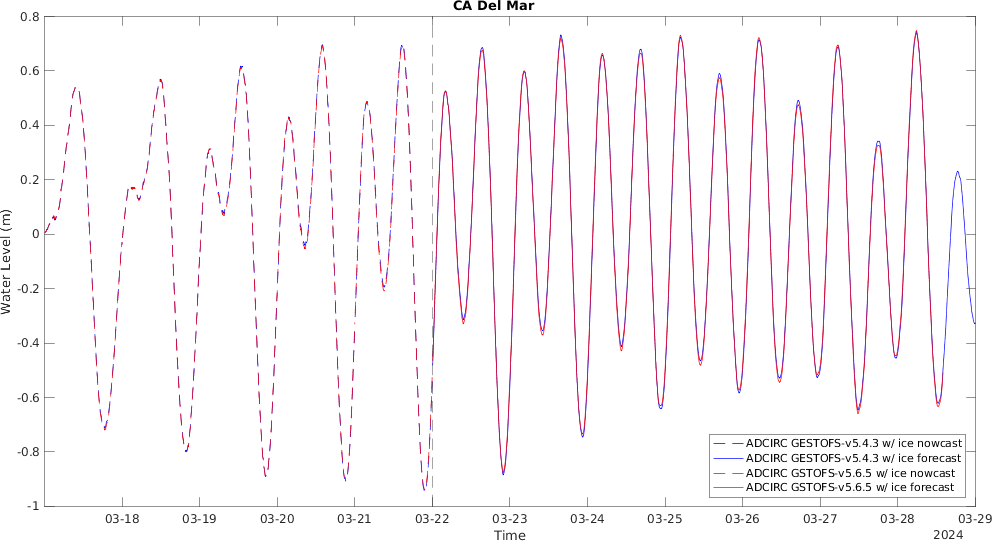 CA Del Mar
0.8
0.6
0.4
0.2
0
-0.2
-0.4
-0.6
-0.8
-1
Water Level (m)
03-18 03-19 03-20 03-21 03-22 03-23 03-24 03-25 03-26 03-27 03-28 03-29
Time
2024
ADCIRC GESTOFS-v5.4.3 w/ ice nowcast
ADCIRC GESTOFS-v5.4.3 w/ ice forecast
ADCIRC GSTOFS-v5.6.5 w/ ice nowcast
ADCIRC GSTOFS-v5.6.5 w/ ice forecast